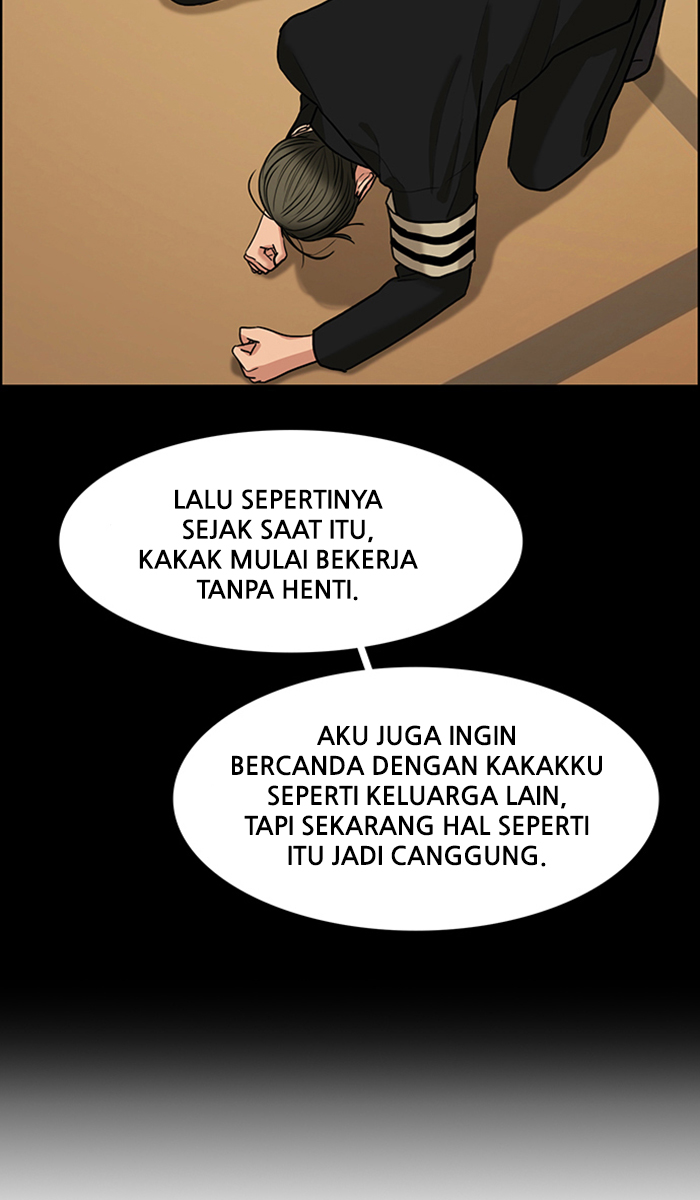 LALU SEPERTINYA
SEJAK SAAT ITU,
KAKAK MULAI BEKERJA
TANPA HENTI.
AKU JUGA INGIN
BERCANDA DENGAN KAKAKKU
SEPERTI KELUARGA LAIN,
TAPI SEKARANG HAL SEPERTI
ITU JADI CANGGUNG.